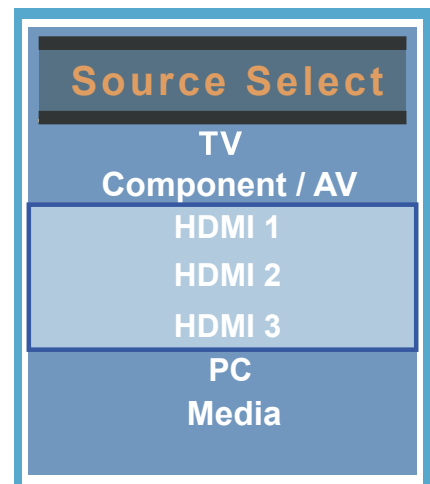 Source Select
TV
Component / AV
HDMI 1
HDMI 2
HDMI 3
PC
Media